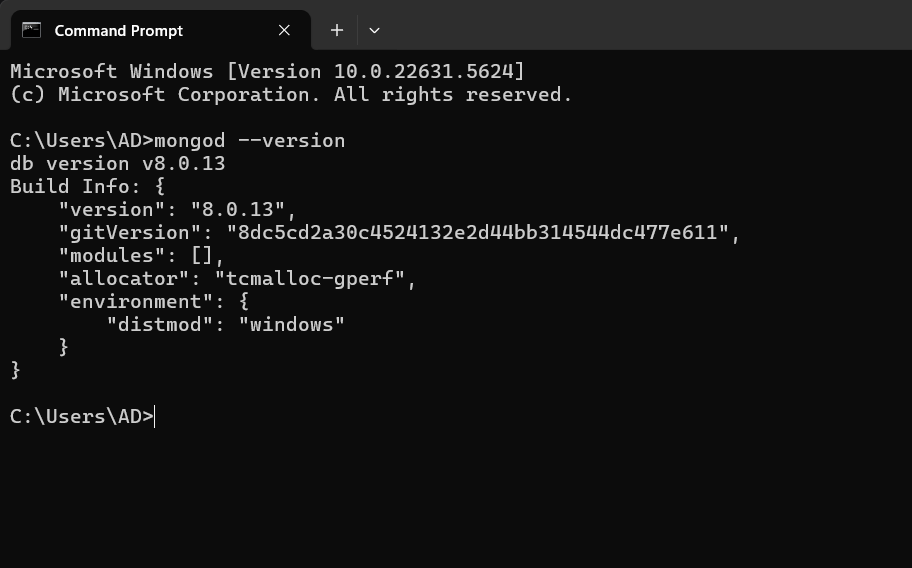 Command Prompt
Microsoft Windows [Version 10.0.22631.5624]
(c) Microsoft Corporation. All rights reserved.
C:\Users\AD>mongod --version
db version v8.0.13
Build Info: {
    "version": "8.0.13",
    "gitVersion": "8dc5cd2a30c4524132e2d44bb314544dc477e611",
    "modules": [],
    "allocator": "tcmalloc-gperf",
    "environment": {
        "distmod": "windows"
    }
}
C:\Users\AD>